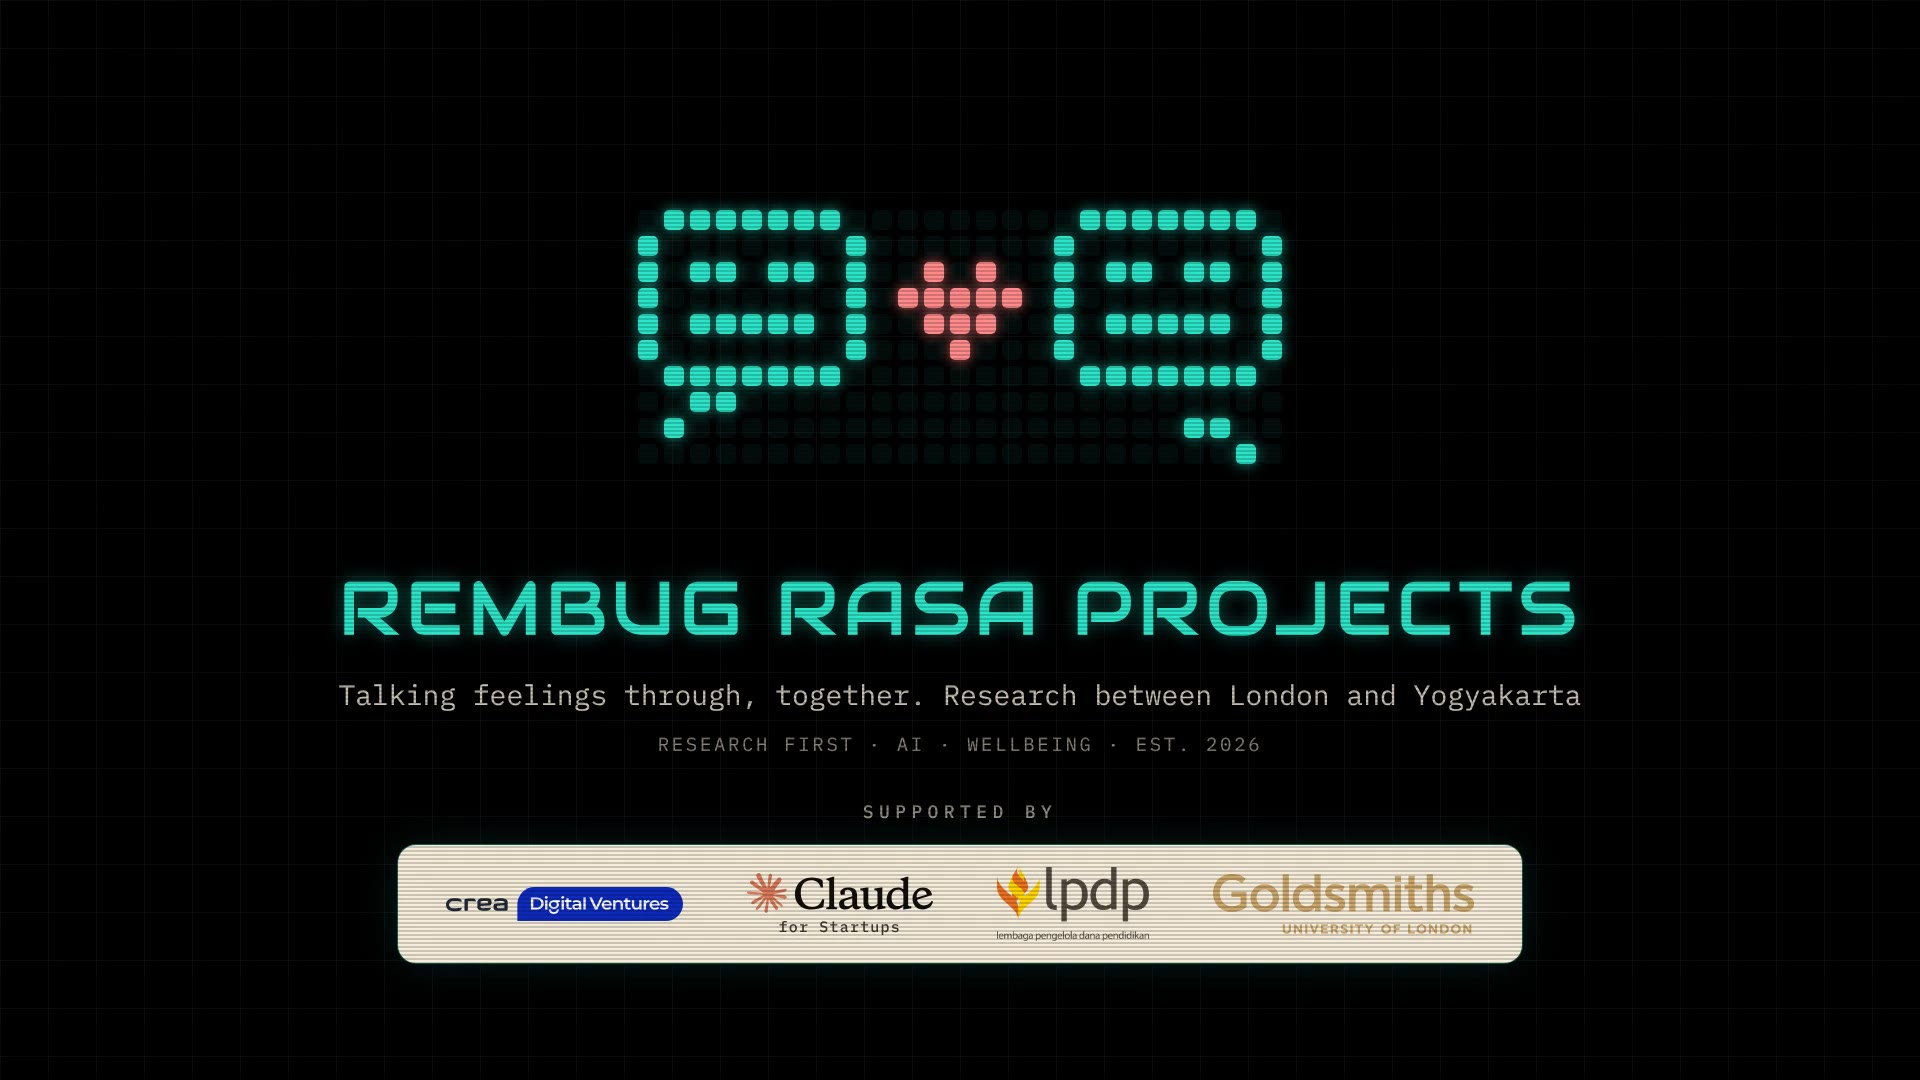 REMBUG RASA PROJECTS
Talking feelings through, together. Research between London and Yogyakarta
RESEARCH FIRST · AI · WELLBEING · EST. 2026
SUPPORTED BY
crea Digital Ventures
Claude
for Startups
lpdp
lembaga pengelola dana pendidikan
Goldsmiths
UNIVERSITY OF LONDON